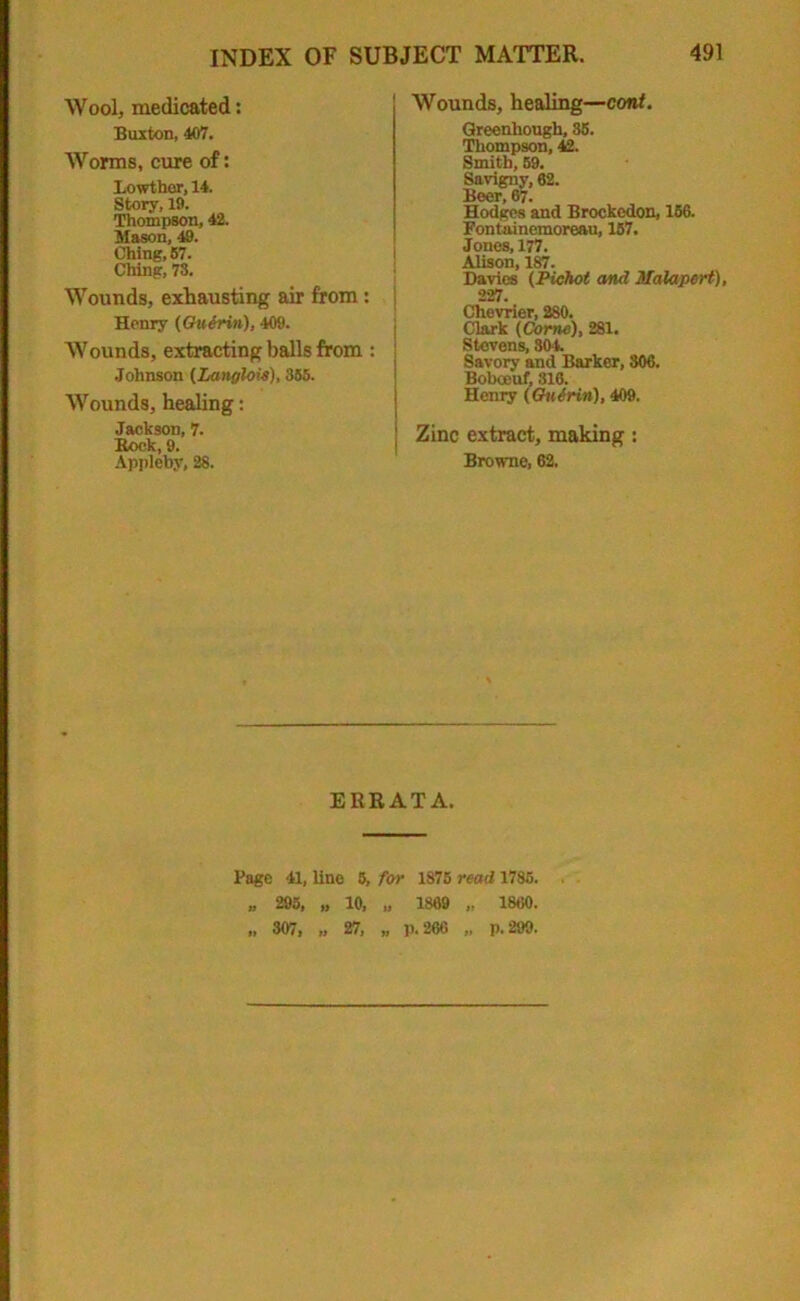 INDEX OF SUBJECT MATTER. 491
Wool, medicated:
Buxton, 407.
Worms, cure of:
Lowther, 14.
Story, 19.
Thompson, 42.
Mason, 49.
Ching, 57.
Ching, 73.
Wounds, exhausting air from:
Henry (Guérin), 409.
Wounds, extracting balls from :
Johnson (Langlois), 355.
Wounds, healing:
Jackson, 7.
Rock, 9.
Appleby, 28.
Wounds, healing—cont.
Greenhough, 35.
Thompson, 42.
Smith, 59.
Savigny, 62.
Beer, 67.
Hodges and Brockedon, 156.
Fontainemoreau, 157.
Jones, 177.
Alison, 187.
Davies (Pichot and Malapert),
227.
Chevrier, 280.
Clark (Corne), 281.
Stevens, 304.
Savory and Barker, 306.
Bobœuf, 316.
Henry (Guérin), 409.
Zinc extract, making :
Browne, 62.
ERRATA.
Page 41, line 5, for 1875 read 1785.
„ 295, „ 10, „ 1869 „ 1860.
„ 307, „ 27, „ p. 266 „ p. 299.